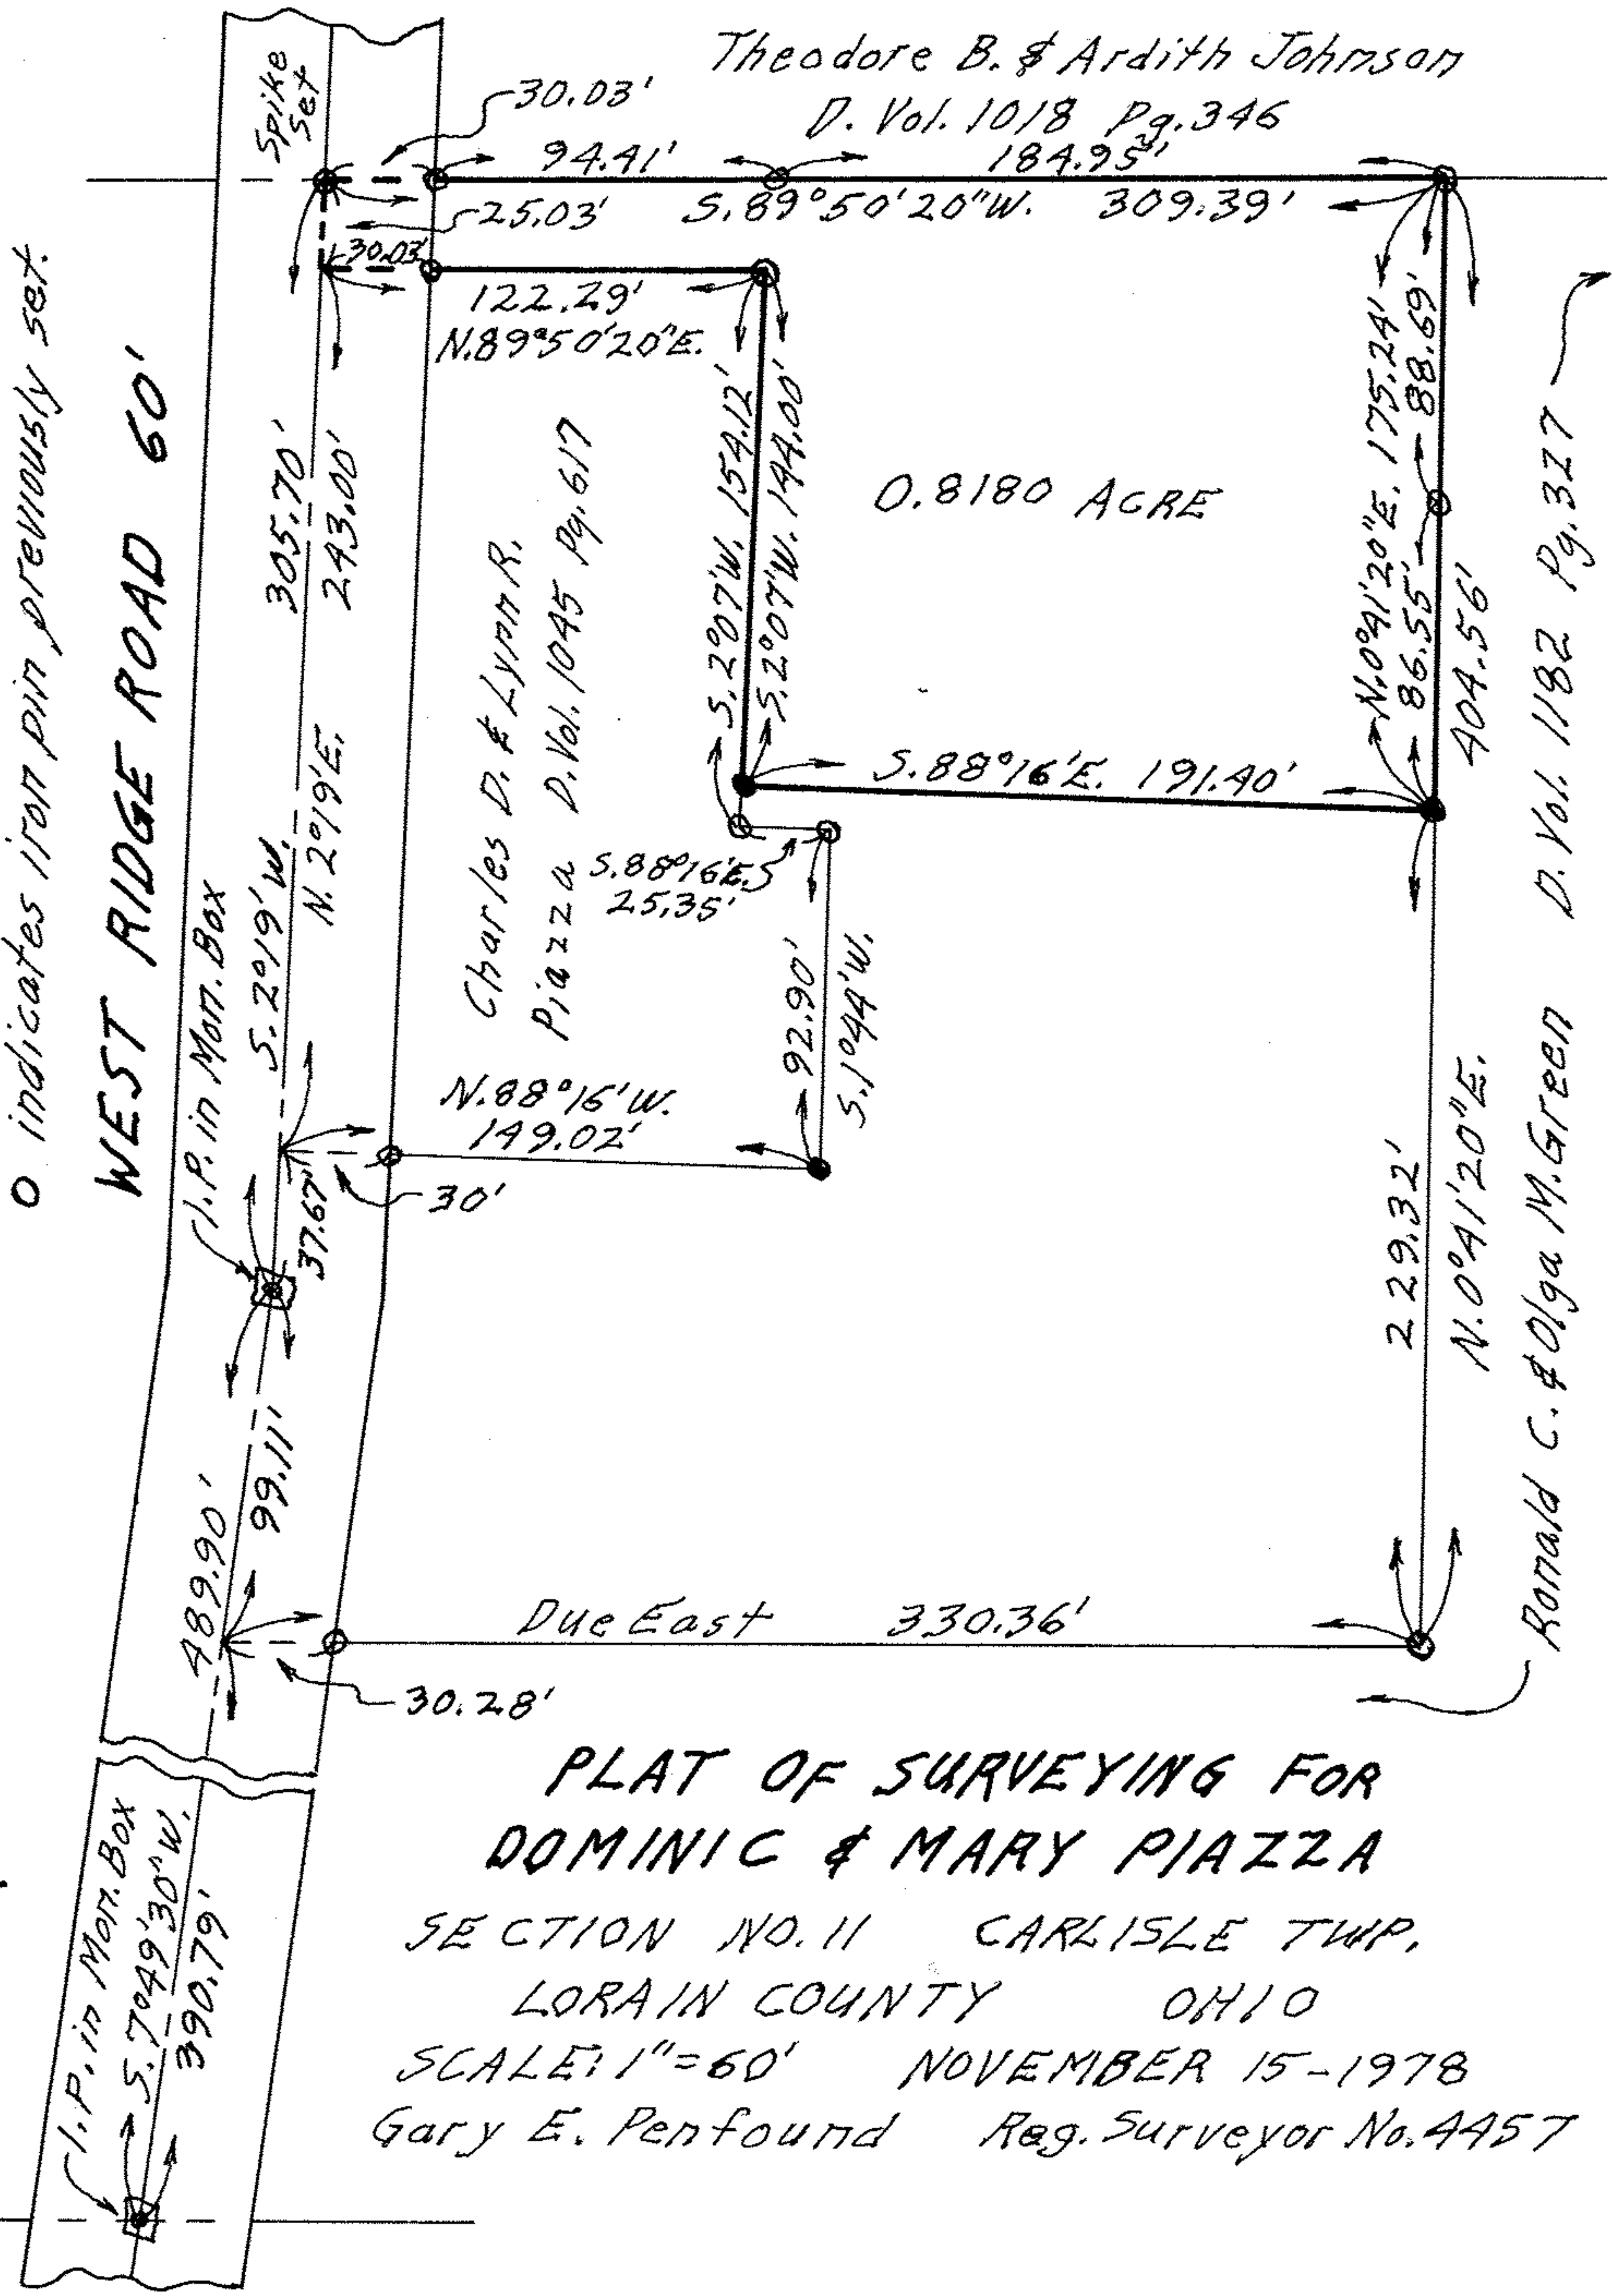 o indicates iron pin previously set.
WEST RIDGE ROAD 60'
Spike
Set
Theodore B. & Ardith Johnson
D. Vol. 1018 Pg. 346
30.03'
94.41'
184.95'
S. 89°50'20"W. 309.39'
25.03'
30.03'
122.29'
N. 89°50'20"E.
S. 2°07'W. 154.12'
S. 2°07'W. 144.00'
0.8180 ACRE
N. 0°41'20"E. 175.24'
86.55' 88.69'
404.56'
S. 88°16'E. 191.40'
S. 88°16'E.
25.35'
92.90'
S. 1°44'W.
Charles D. & Lynn R.
Piazza D. Vol. 1045 Pg. 617
305.70'
243.00'
S. 2°19'W.
N. 2°19'E.
I.P. in Mon. Box
N. 88°16'W.
149.02'
30'
37.67'
489.90'
99.11'
229.32'
N. 0°41'20"E.
Ronald C. & Olga M. Green D. Vol. 1182 Pg. 327
Due East 330.36'
30.28'
I.P. in Mon. Box
S. 7°49'30"W.
390.79'
PLAT OF SURVEYING FOR
DOMINIC & MARY PIAZZA
SECTION NO. 11 CARLISLE TWP.
LORAIN COUNTY OHIO
SCALE: 1"=60' NOVEMBER 15-1978
Gary E. Penfound Reg. Surveyor No. 4457